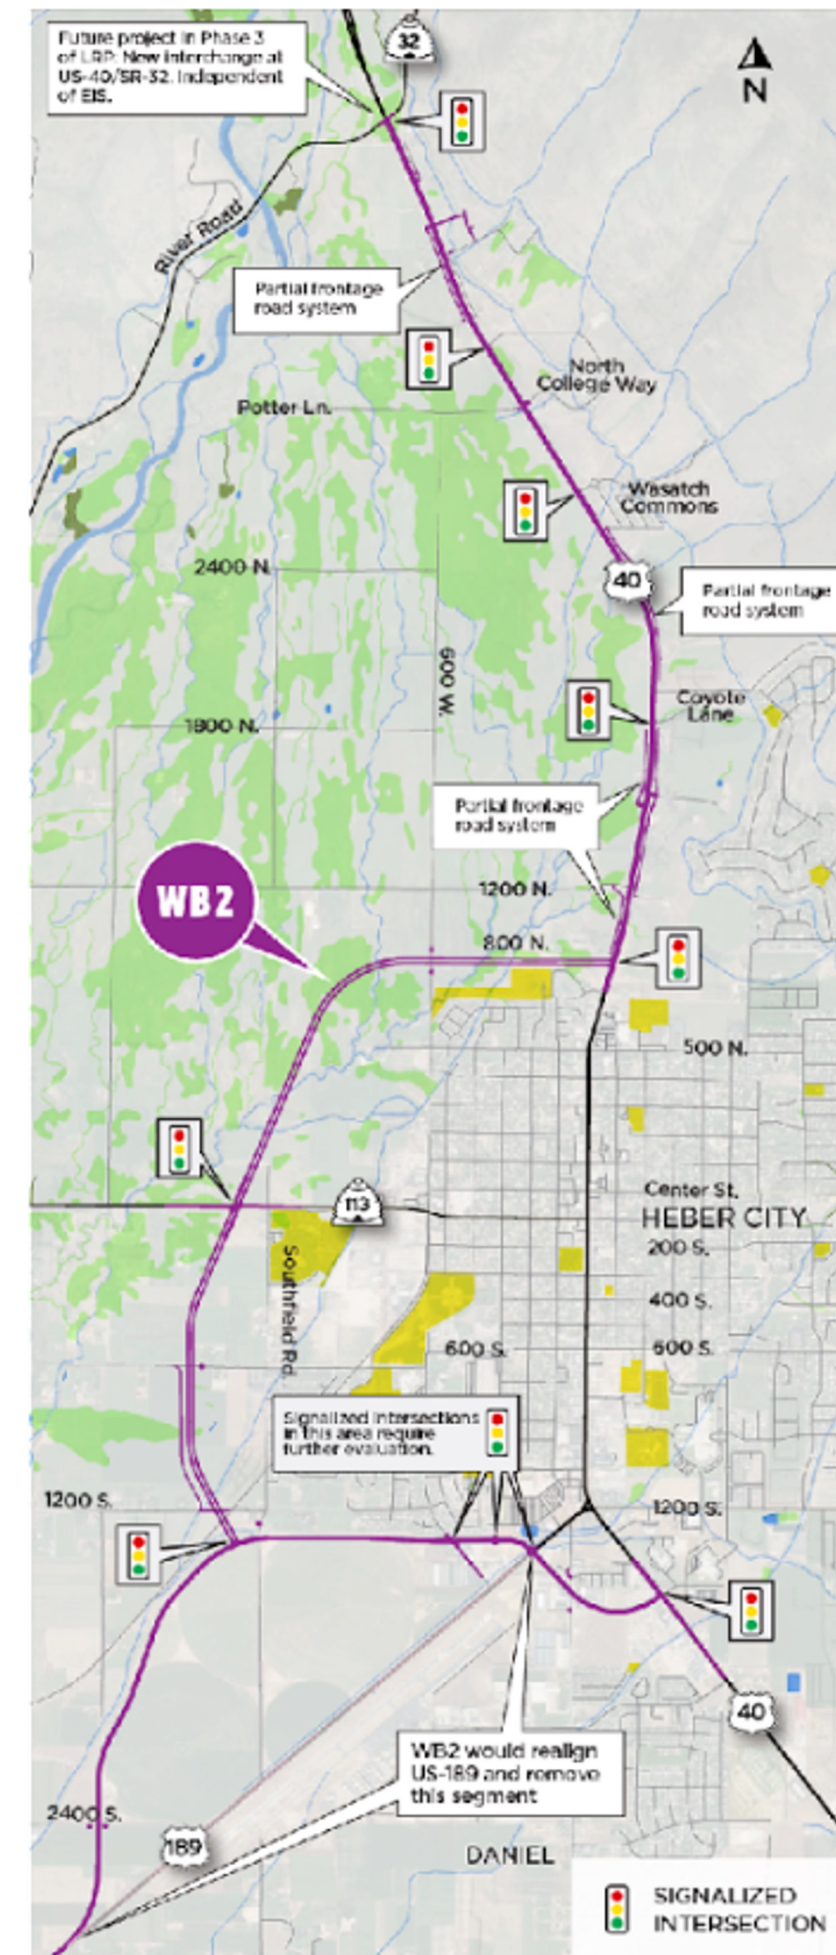 Future project in Phase 3
of LRP: New interchange at
US-40/SR-32. Independent
of EIS.
32
N
River Road
Partial frontage
road system
North
College Way
Potter Ln.
Wasatch
Commons
2400 N.
40
Partial frontage
road system
600 W.
Coyote
Lane
1800 N.
Partial frontage
road system
WB2
1200 N.
800 N.
500 N.
113
Center St.
HEBER CITY
200 S.
Southfield Rd.
400 S.
600 S.
600 S.
Signalized intersections
in this area require
further evaluation.
1200 S.
1200 S.
40
WB2 would realign
US-189 and remove
this segment
2400 S.
189
DANIEL
SIGNALIZED
INTERSECTION